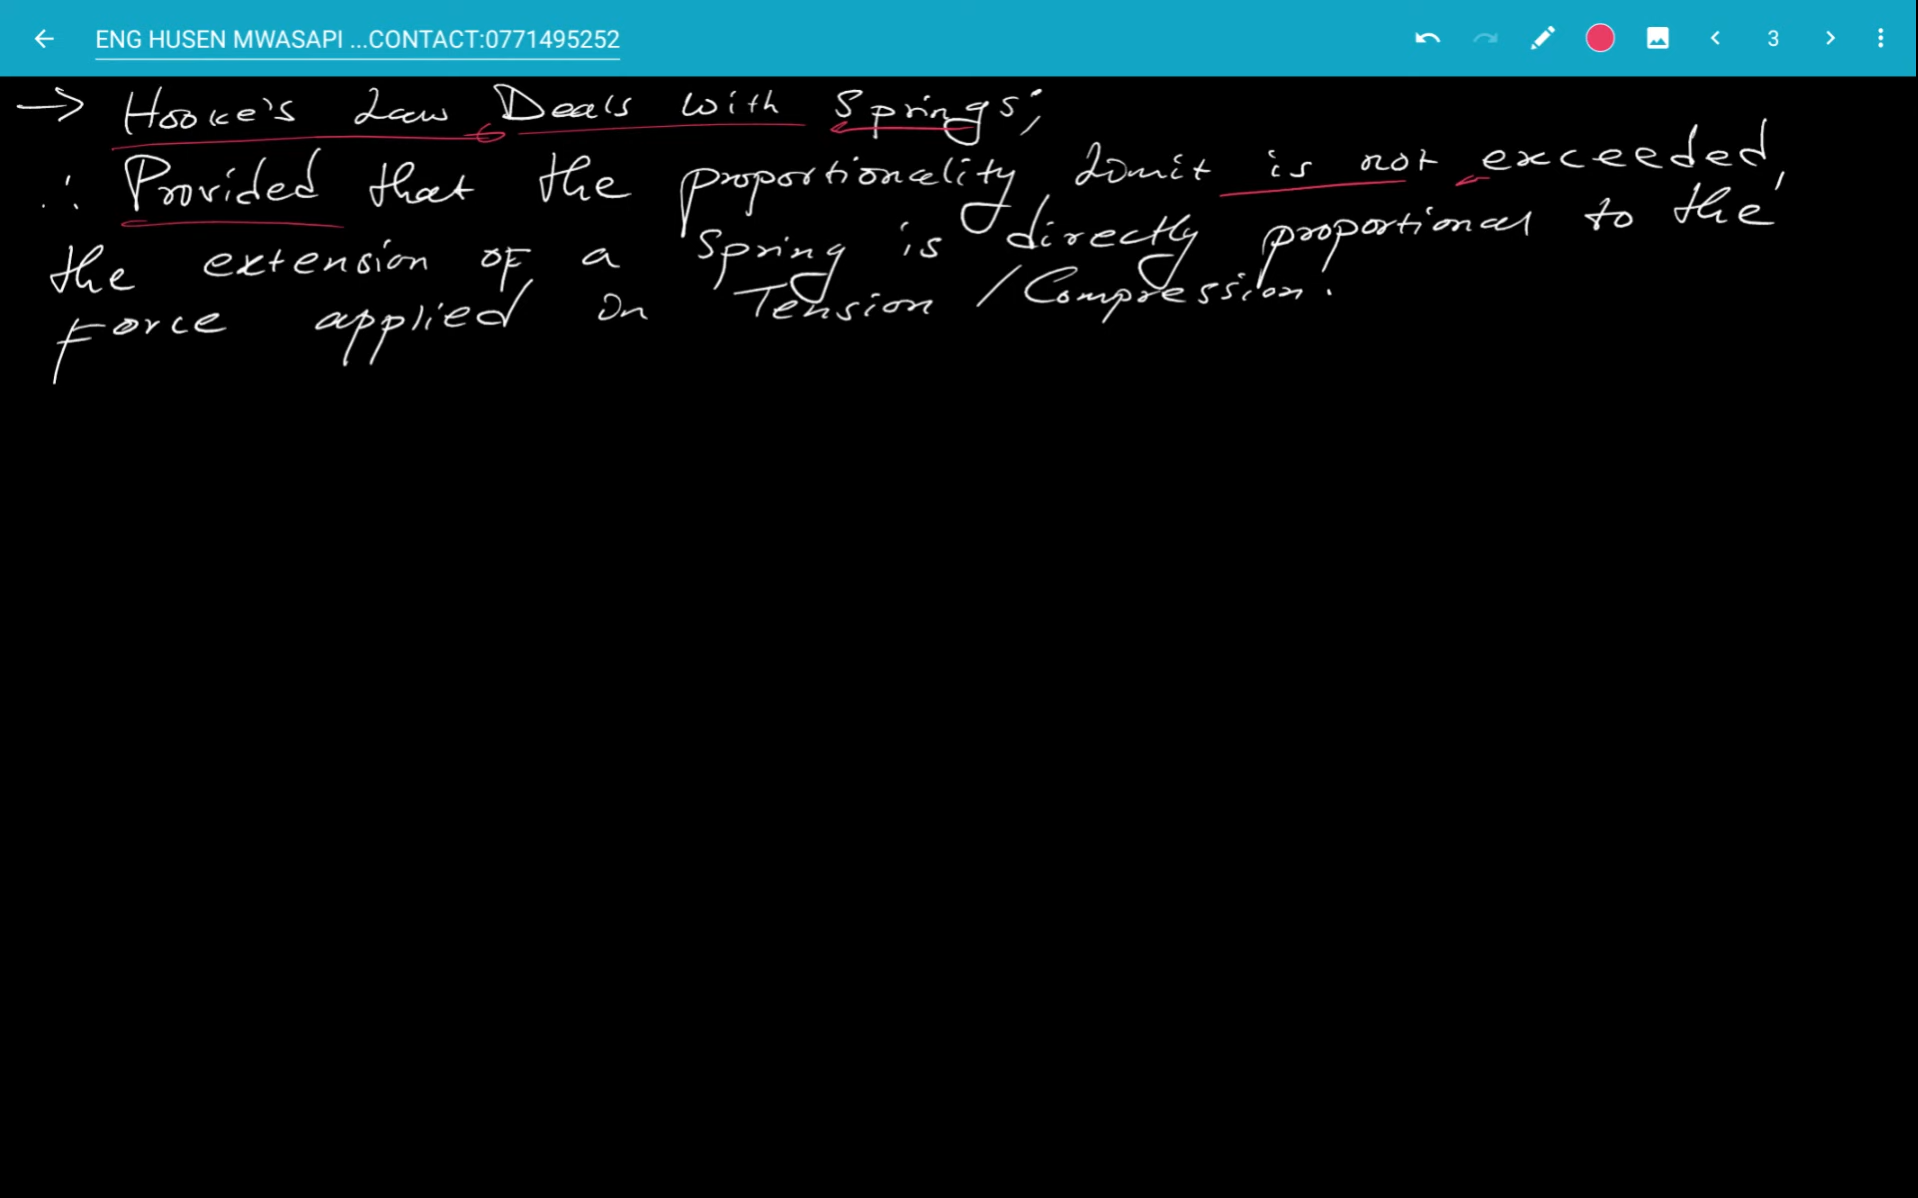 ENG HUSEN MWASAPI ...CONTACT:0771495252
3
→ Hooke's Law Deals with Springs;
∴ Provided that the proportionality Limit is not exceeded,
the extension of a spring is directly proportional to the
Force applied on Tension / Compression.